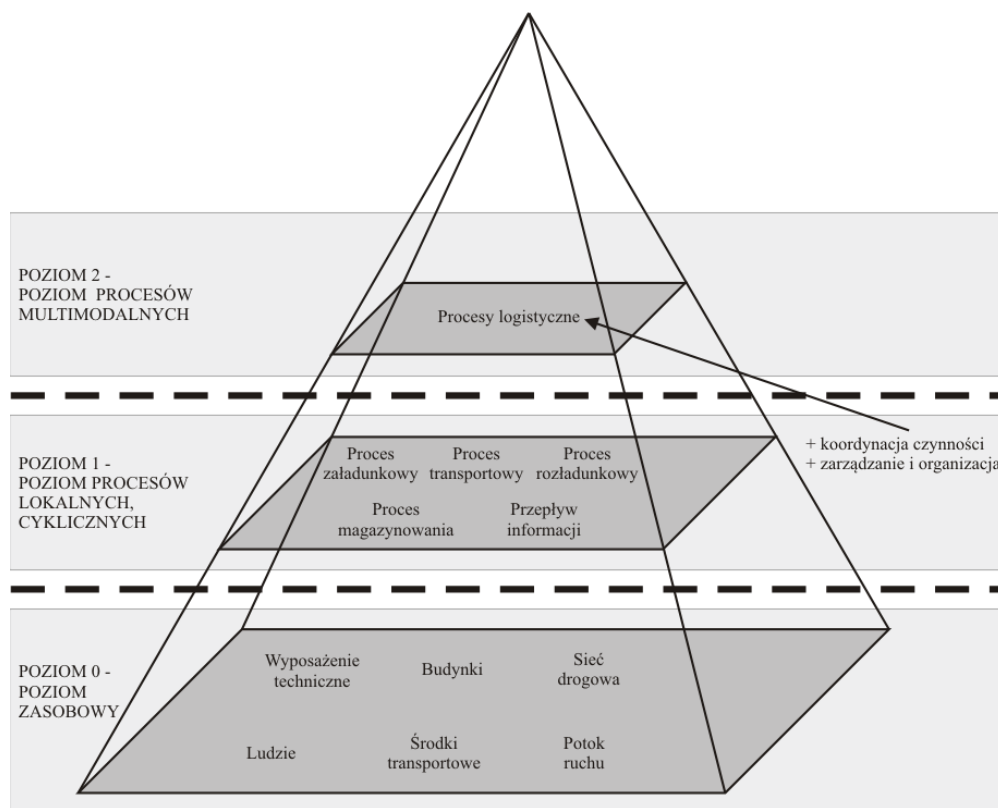 POZIOM 2 -
POZIOM PROCESÓW
MULTIMODALNYCH
Procesy logistyczne
+ koordynacja czynności
+ zarządzanie i organizacja
POZIOM 1 -
POZIOM PROCESÓW
LOKALNYCH,
CYKLICZNYCH
Proces
załadunkowy
Proces
transportowy
Proces
rozładunkowy
Proces
magazynowania
Przepływ
informacji
POZIOM 0 -
POZIOM
ZASOBOWY
Wyposażenie
techniczne
Budynki
Sieć
drogowa
Ludzie
Środki
transportowe
Potok
ruchu